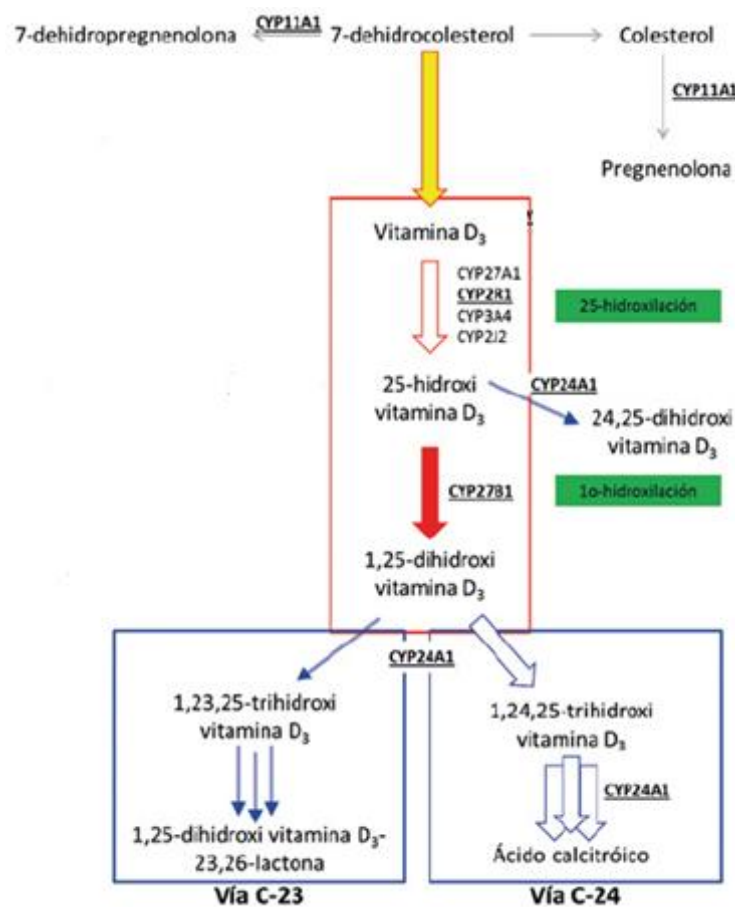 7-dehidropregnenolona
CYP11A1
7-dehidrocolesterol
Colesterol
CYP11A1
Pregnenolona
Vitamina D₃
CYP27A1
CYP2R1
CYP3A4
CYP2J2
25-hidroxilación
25-hidroxi
vitamina D₃
CYP24A1
24,25-dihidroxi
vitamina D₃
CYP27B1
1α-hidroxilación
1,25-dihidroxi
vitamina D₃
CYP24A1
1,23,25-trihidroxi
vitamina D₃
1,24,25-trihidroxi
vitamina D₃
CYP24A1
1,25-dihidroxi vitamina D₃-
23,26-lactona
Ácido calcitróico
Vía C-23
Vía C-24